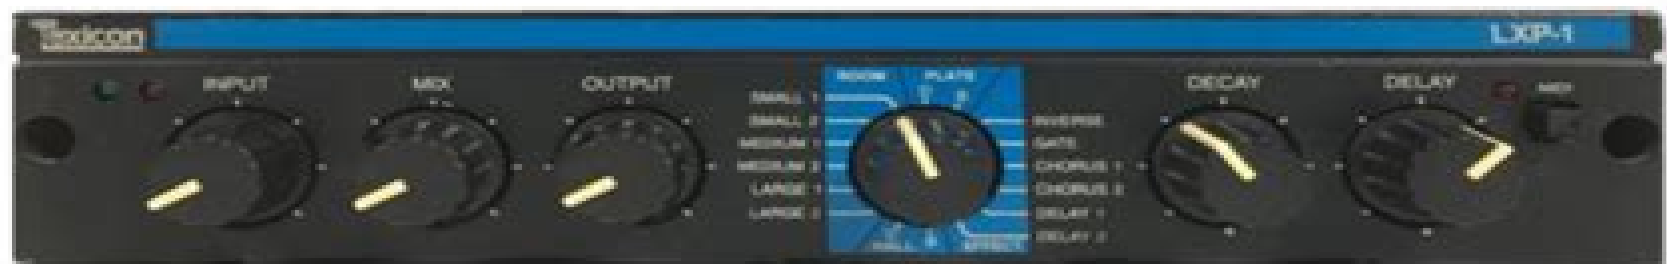 lexicon
LXP-1
INPUT
MIX
OUTPUT
ROOM
PLATE
SMALL 1
SMALL 2
MEDIUM 1
MEDIUM 2
LARGE 1
LARGE 2
HALL
EFFECT
INVERSE
GATE
CHORUS 1
CHORUS 2
DELAY 1
DELAY 2
DECAY
DELAY
MIDI